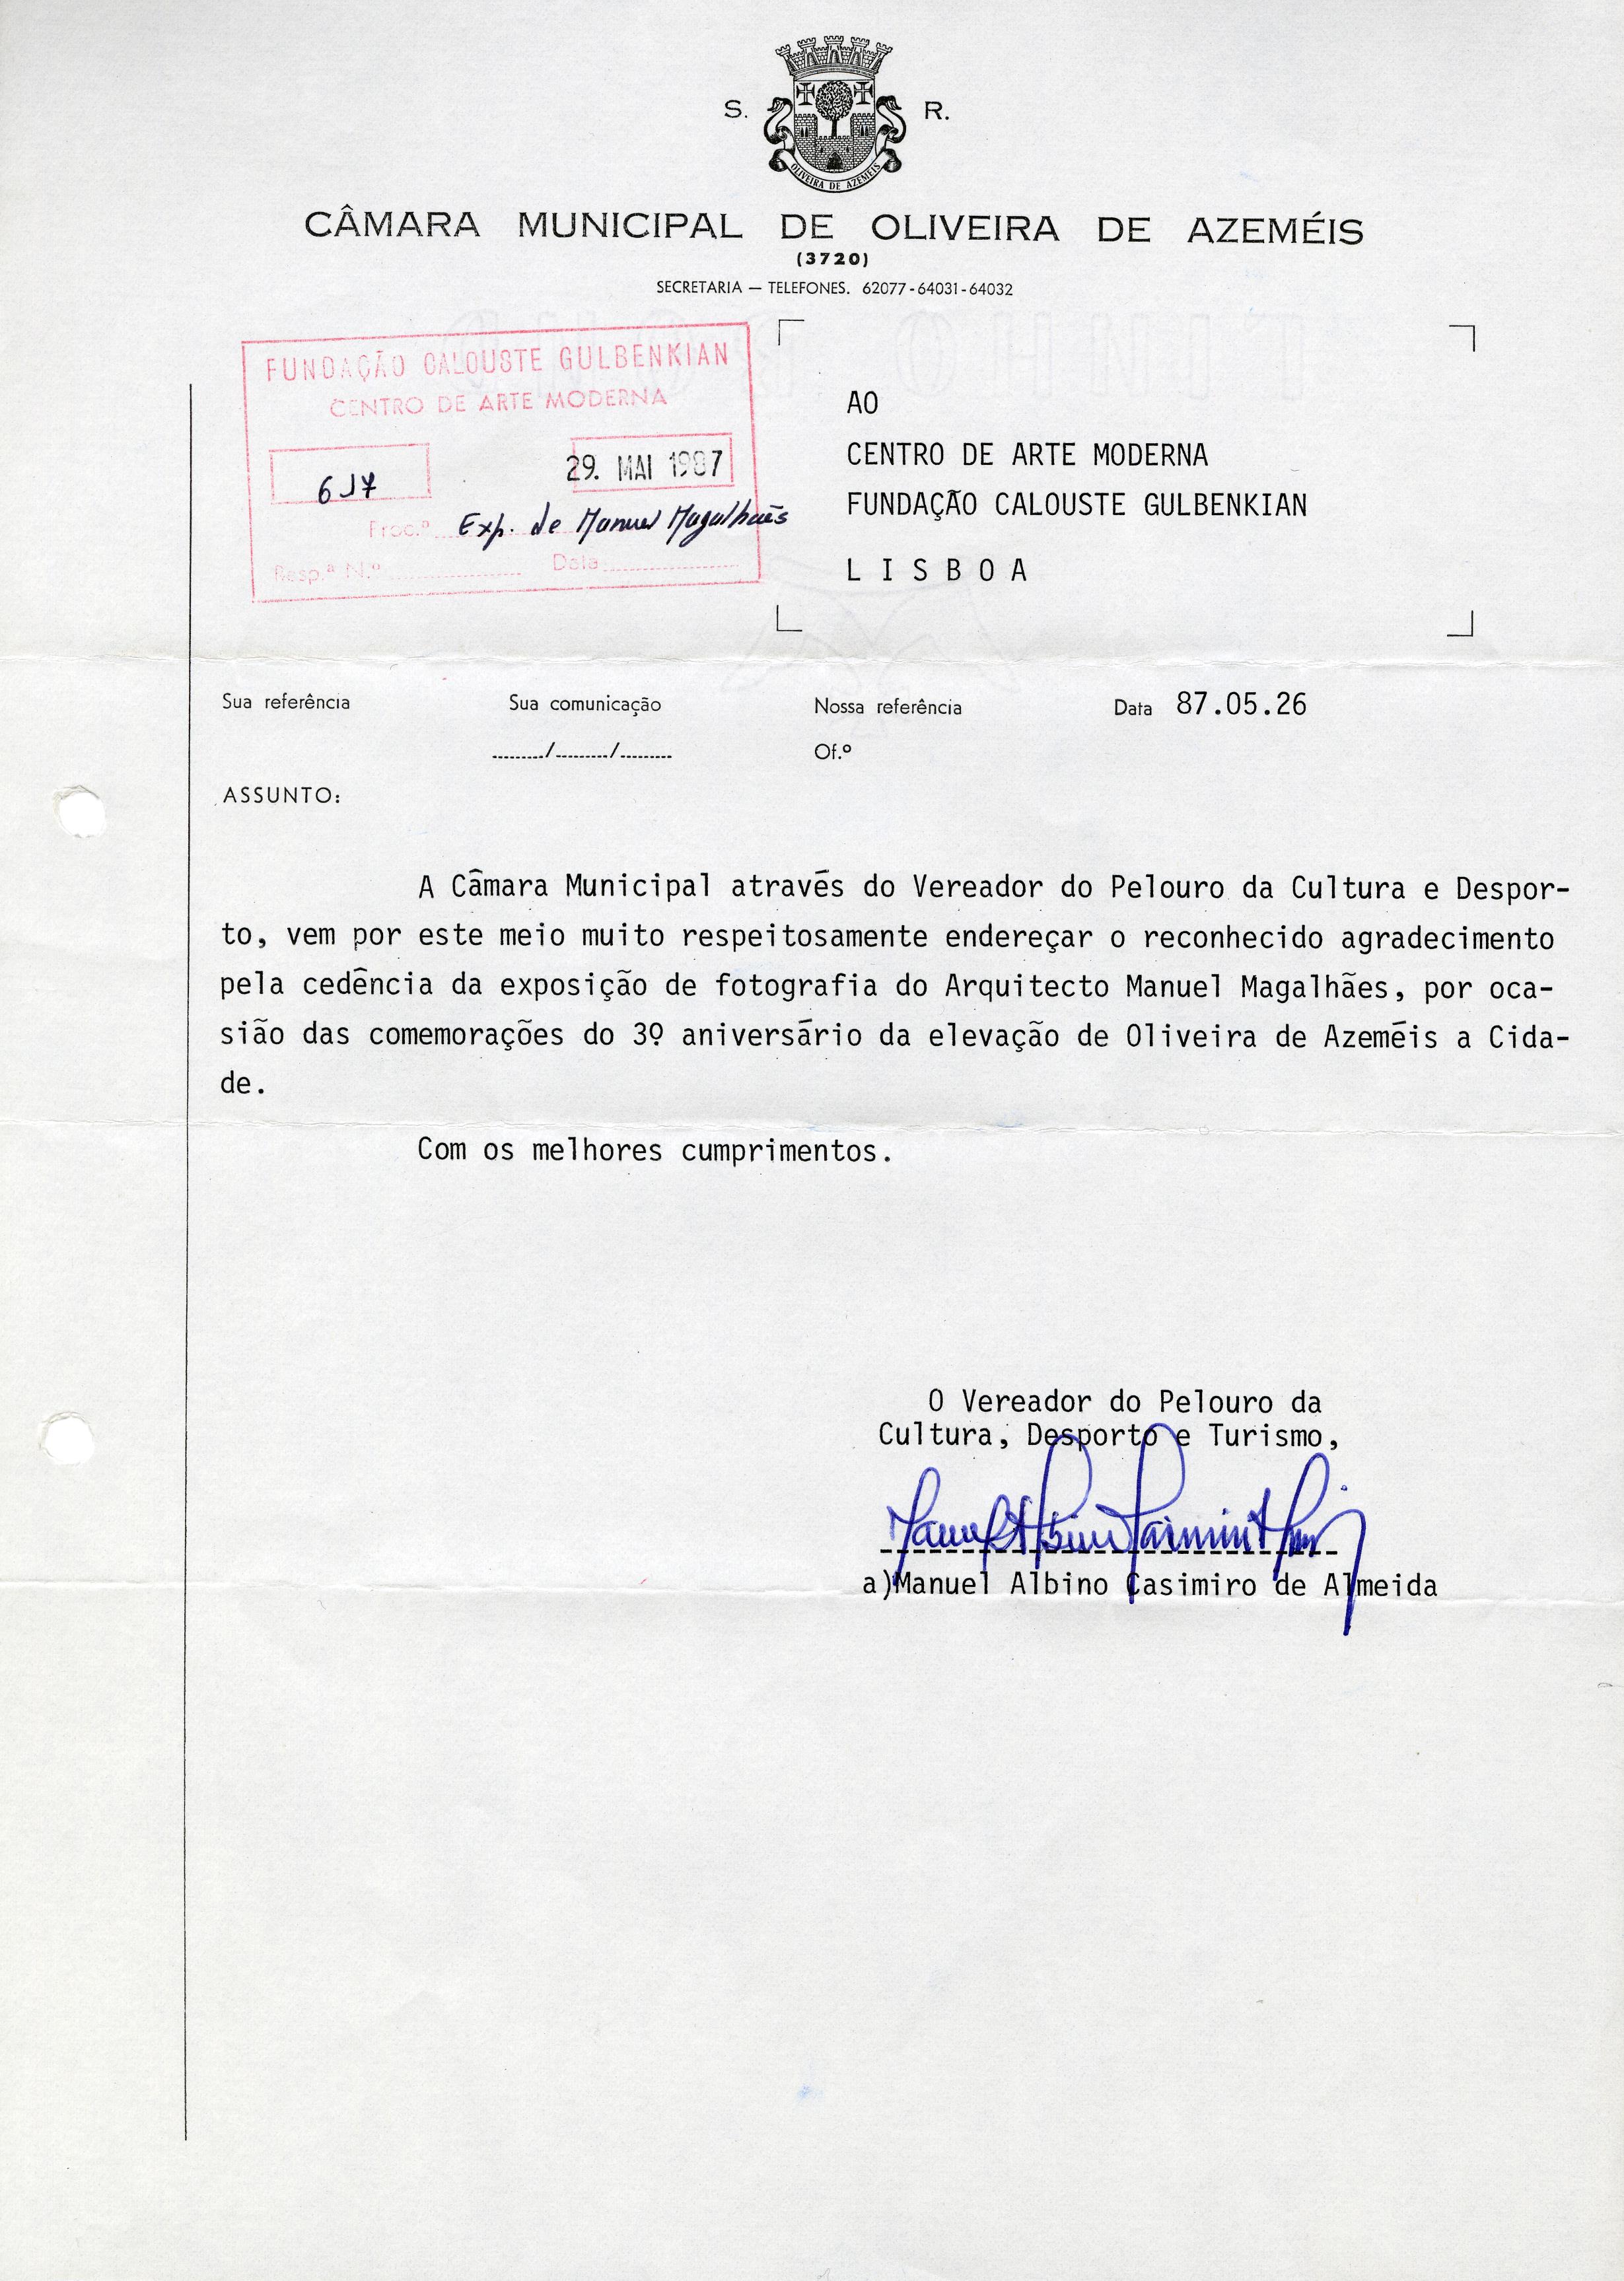 S. R.
OLIVEIRA DE AZEMÉIS
CÂMARA MUNICIPAL DE OLIVEIRA DE AZEMÉIS
(3720)
SECRETARIA — TELEFONES. 62077-64031-64032
FUNDAÇÃO CALOUSTE GULBENKIAN
CENTRO DE ARTE MODERNA
617
29. MAI 1987
Proc.º Exp. de Manuel Magalhães
Resp.ª N.º Data
AO
CENTRO DE ARTE MODERNA
FUNDAÇÃO CALOUSTE GULBENKIAN
L I S B O A
Sua referência Sua comunicação Nossa referência Data 87.05.26
......../......../........ Of.º
ASSUNTO:
A Câmara Municipal através do Vereador do Pelouro da Cultura e Despor-
to, vem por este meio muito respeitosamente endereçar o reconhecido agradecimento
pela cedência da exposição de fotografia do Arquitecto Manuel Magalhães, por oca-
sião das comemorações do 3º aniversário da elevação de Oliveira de Azeméis a Cida-
de.
Com os melhores cumprimentos.
O Vereador do Pelouro da
Cultura, Desporto e Turismo,
a)Manuel Albino Casimiro de Almeida